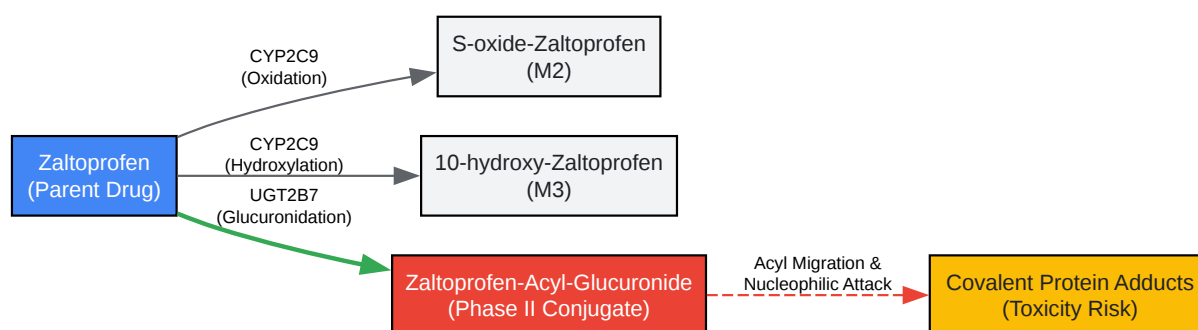 CYP2C9
(Oxidation)
S-oxide-Zaltoprofen
(M2)
Zaltoprofen
(Parent Drug)
CYP2C9
(Hydroxylation)
10-hydroxy-Zaltoprofen
(M3)
UGT2B7
(Glucuronidation)
Zaltoprofen-Acyl-Glucuronide
(Phase II Conjugate)
Acyl Migration &
Nucleophilic Attack
Covalent Protein Adducts
(Toxicity Risk)